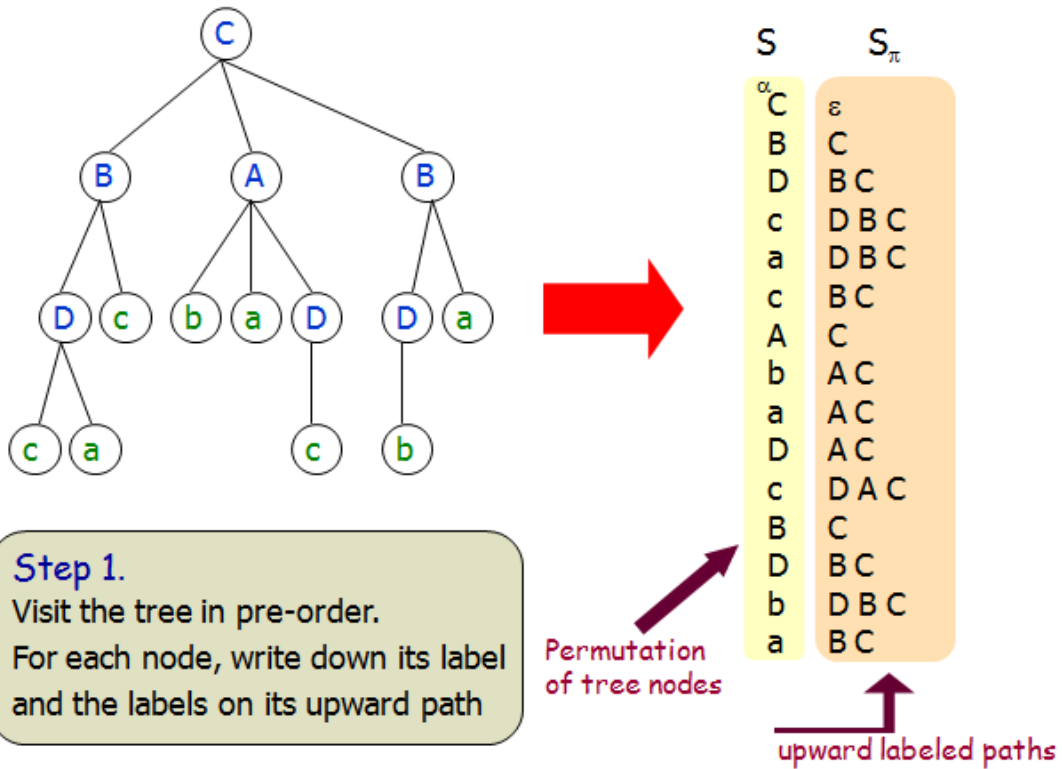 C
B A B
D c b a D D a
c a c b
Step 1.
Visit the tree in pre-order.
For each node, write down its label
and the labels on its upward path
S Sπ
α
C ε
B C
D B C
c D B C
a D B C
c B C
A C
b A C
a A C
D A C
c D A C
B C
D B C
b D B C
a B C
Permutation
of tree nodes
upward labeled paths